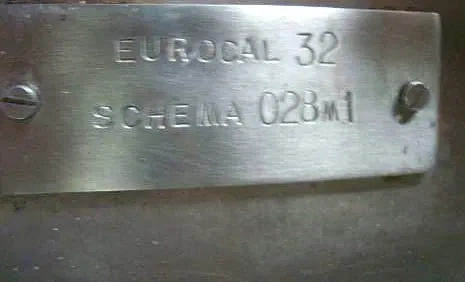 EUROCAL 32
SCHEMA 028M1